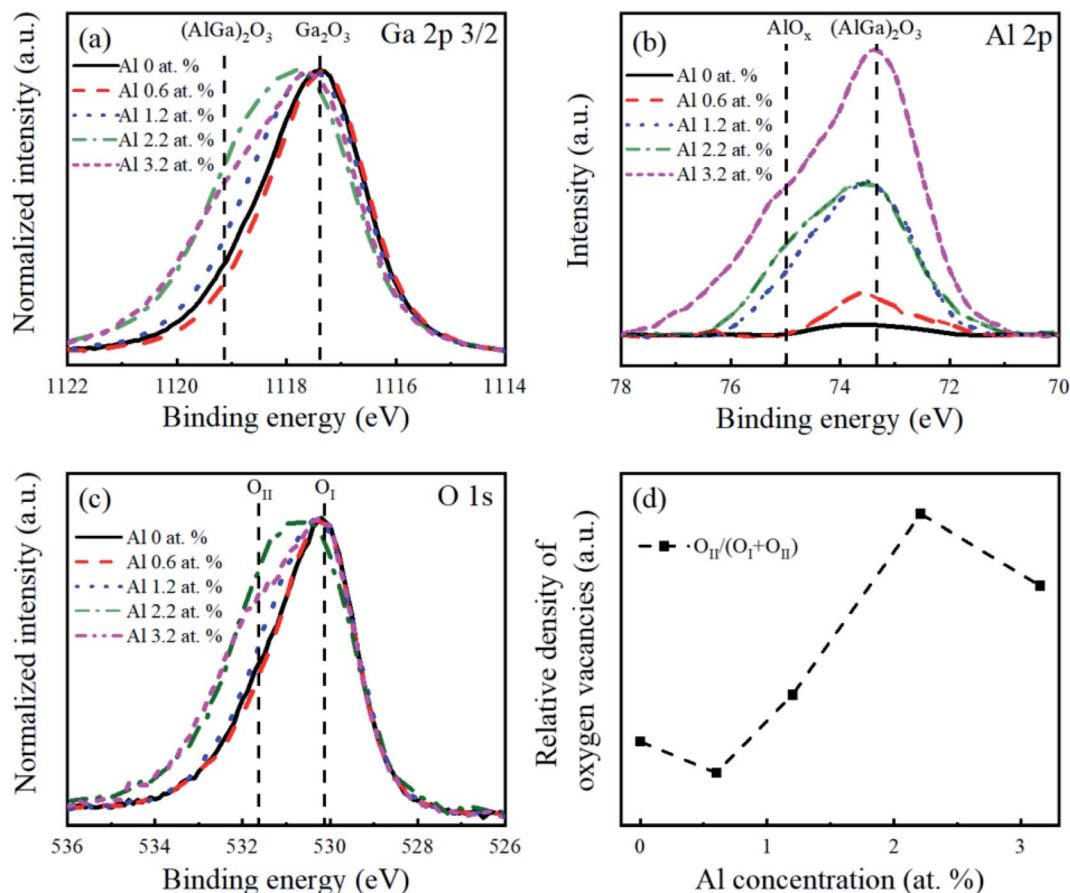 (a)
(AlGa)₂O₃
Ga₂O₃
Ga 2p 3/2
Al 0 at. %
Al 0.6 at. %
Al 1.2 at. %
Al 2.2 at. %
Al 3.2 at. %
Normalized intensity (a.u.)
1122
1120
1118
1116
1114
Binding energy (eV)
(b)
AlOₓ
(AlGa)₂O₃
Al 2p
Al 0 at. %
Al 0.6 at. %
Al 1.2 at. %
Al 2.2 at. %
Al 3.2 at. %
Intensity (a.u.)
78
76
74
72
70
Binding energy (eV)
(c)
O_II
O_I
O 1s
Al 0 at. %
Al 0.6 at. %
Al 1.2 at. %
Al 2.2 at. %
Al 3.2 at. %
Normalized intensity (a.u.)
536
534
532
530
528
526
Binding energy (eV)
(d)
O_II/(O_I+O_II)
Relative density of
oxygen vacancies (a.u.)
0
1
2
3
Al concentration (at. %)